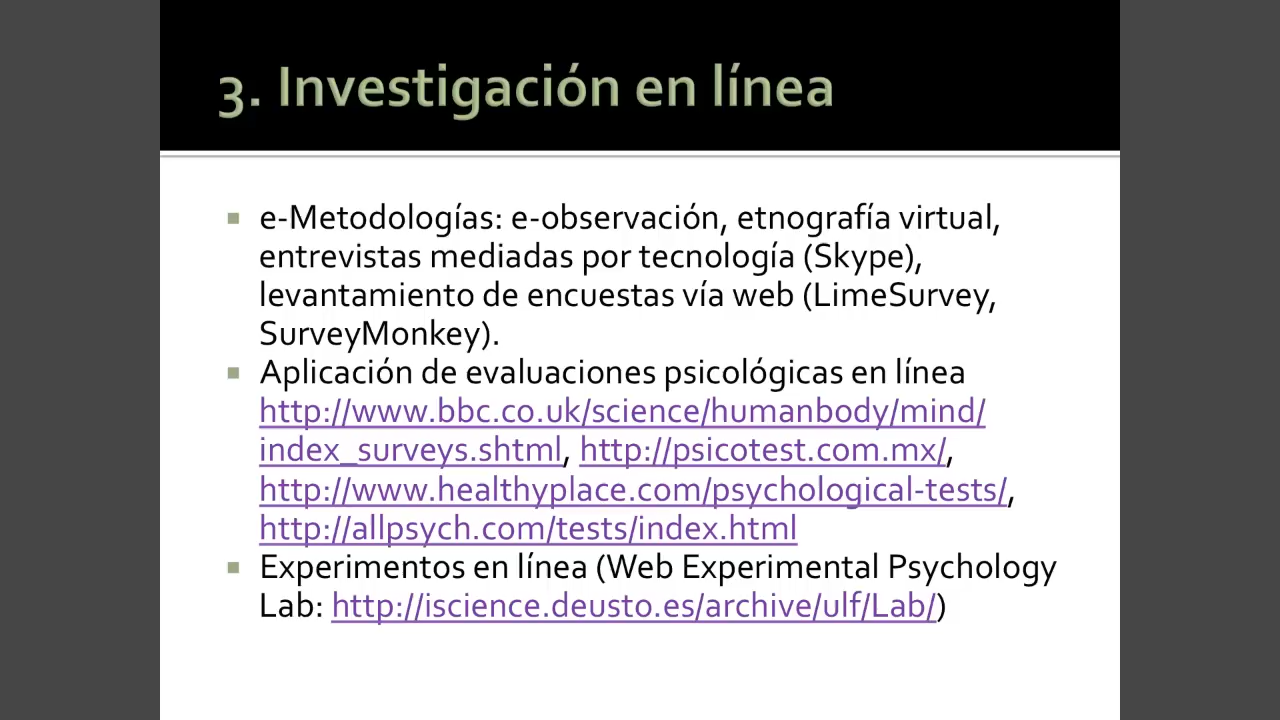 3. Investigación en línea
e-Metodologías: e-observación, etnografía virtual,
entrevistas mediadas por tecnología (Skype),
levantamiento de encuestas vía web (LimeSurvey,
SurveyMonkey).
Aplicación de evaluaciones psicológicas en línea
http://www.bbc.co.uk/science/humanbody/mind/
index_surveys.shtml, http://psicotest.com.mx/,
http://www.healthyplace.com/psychological-tests/,
http://allpsych.com/tests/index.html
Experimentos en línea (Web Experimental Psychology
Lab: http://iscience.deusto.es/archive/ulf/Lab/)